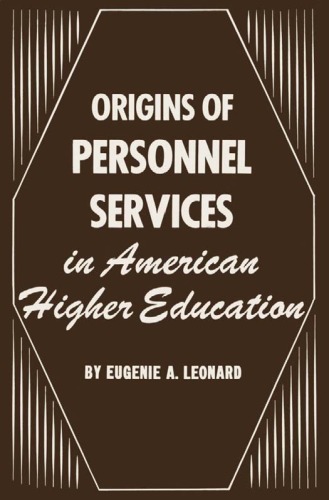 ORIGINS OF
PERSONNEL
SERVICES
in American
Higher Education
BY EUGENIE A. LEONARD